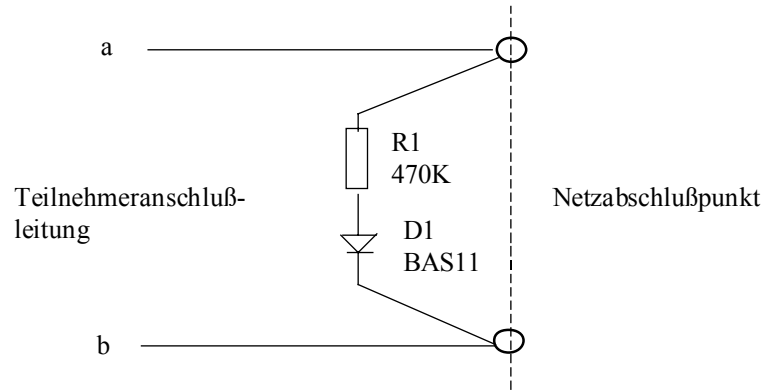 a
R1
470K
Teilnehmeranschluß-
leitung
Netzabschlußpunkt
D1
BAS11
b